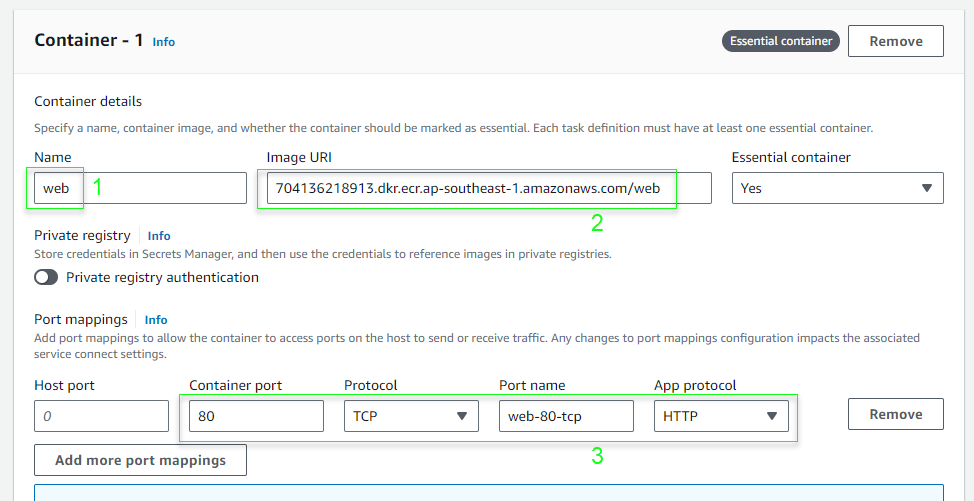 Container - 1 Info Essential container Remove
Container details
Specify a name, container image, and whether the container should be marked as essential. Each task definition must have at least one essential container.
Name Image URI Essential container
web 1 704136218913.dkr.ecr.ap-southeast-1.amazonaws.com/web Yes
2
Private registry Info
Store credentials in Secrets Manager, and then use the credentials to reference images in private registries.
Private registry authentication
Port mappings Info
Add port mappings to allow the container to access ports on the host to send or receive traffic. Any changes to port mappings configuration impacts the associated
service connect settings.
Host port Container port Protocol Port name App protocol
0 80 TCP web-80-tcp HTTP Remove
3
Add more port mappings